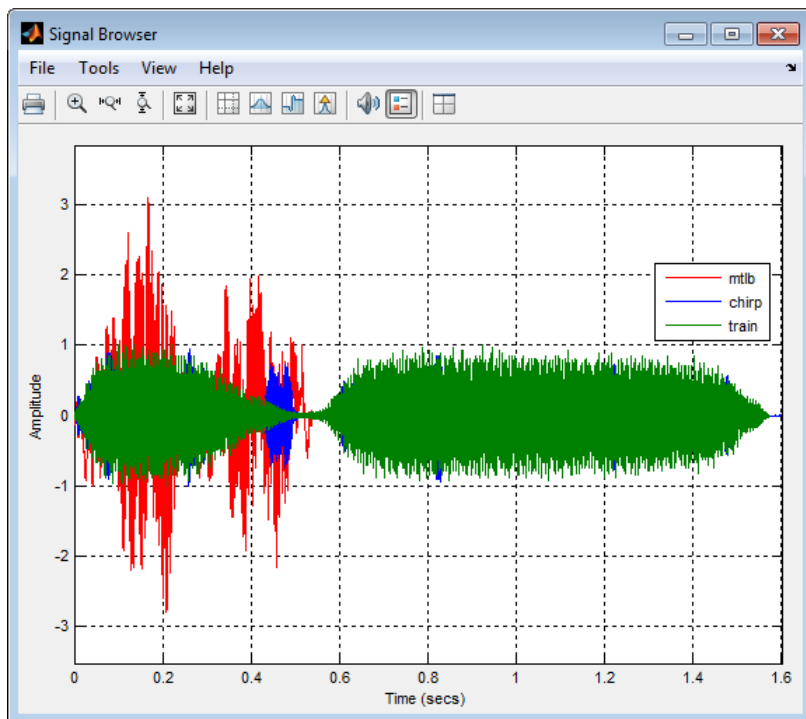 Signal Browser
File Tools View Help
3
2
1
0
-1
-2
-3
Amplitude
mtlb
chirp
train
0 0.2 0.4 0.6 0.8 1 1.2 1.4 1.6
Time (secs)